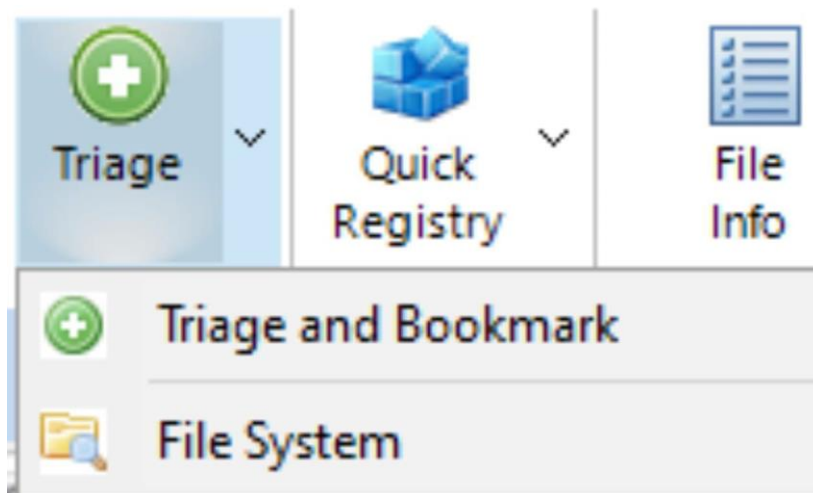 Triage
Quick
Registry
File
Info
Triage and Bookmark
File System